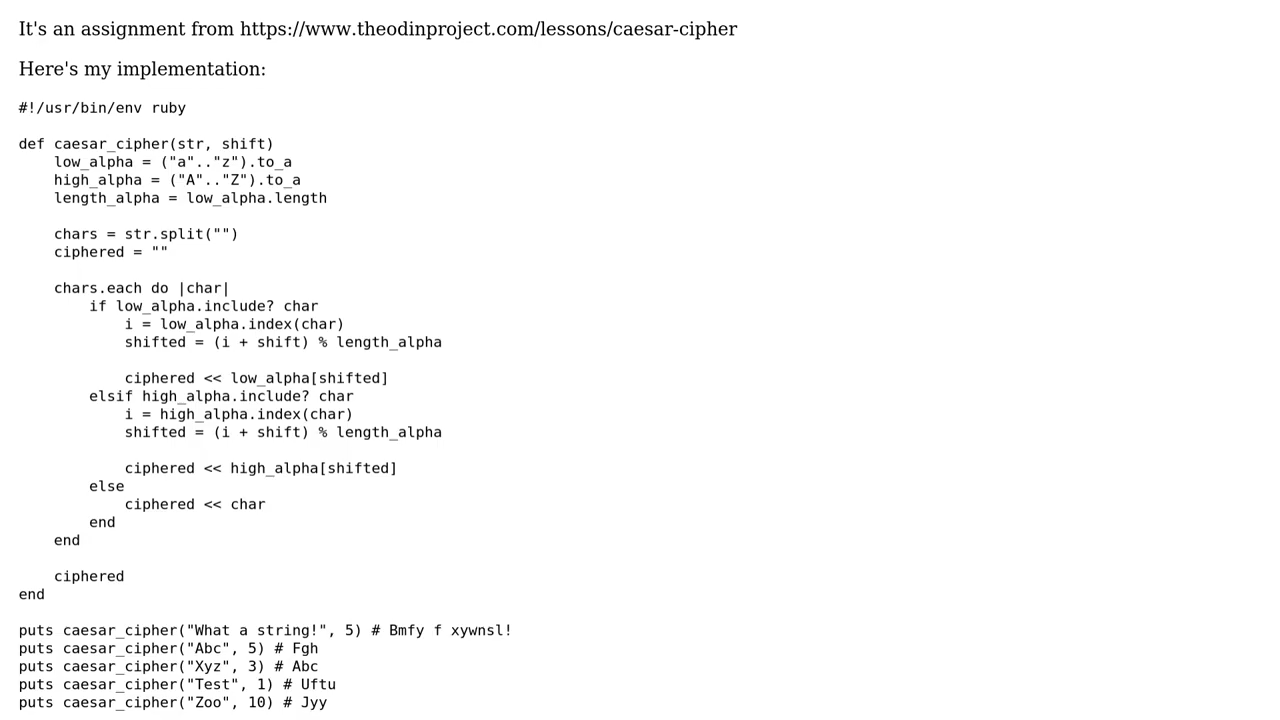 It's an assignment from https://www.theodinproject.com/lessons/caesar-cipher
Here's my implementation:
#!/usr/bin/env ruby
def caesar_cipher(str, shift)
    low_alpha = ("a".."z").to_a
    high_alpha = ("A".."Z").to_a
    length_alpha = low_alpha.length
    chars = str.split("")
    ciphered = ""
    chars.each do |char|
        if low_alpha.include? char
            i = low_alpha.index(char)
            shifted = (i + shift) % length_alpha
            ciphered << low_alpha[shifted]
        elsif high_alpha.include? char
            i = high_alpha.index(char)
            shifted = (i + shift) % length_alpha
            ciphered << high_alpha[shifted]
        else
            ciphered << char
        end
    end
    ciphered
end
puts caesar_cipher("What a string!", 5) # Bmfy f xywnsl!
puts caesar_cipher("Abc", 5) # Fgh
puts caesar_cipher("Xyz", 3) # Abc
puts caesar_cipher("Test", 1) # Uftu
puts caesar_cipher("Zoo", 10) # Jyy